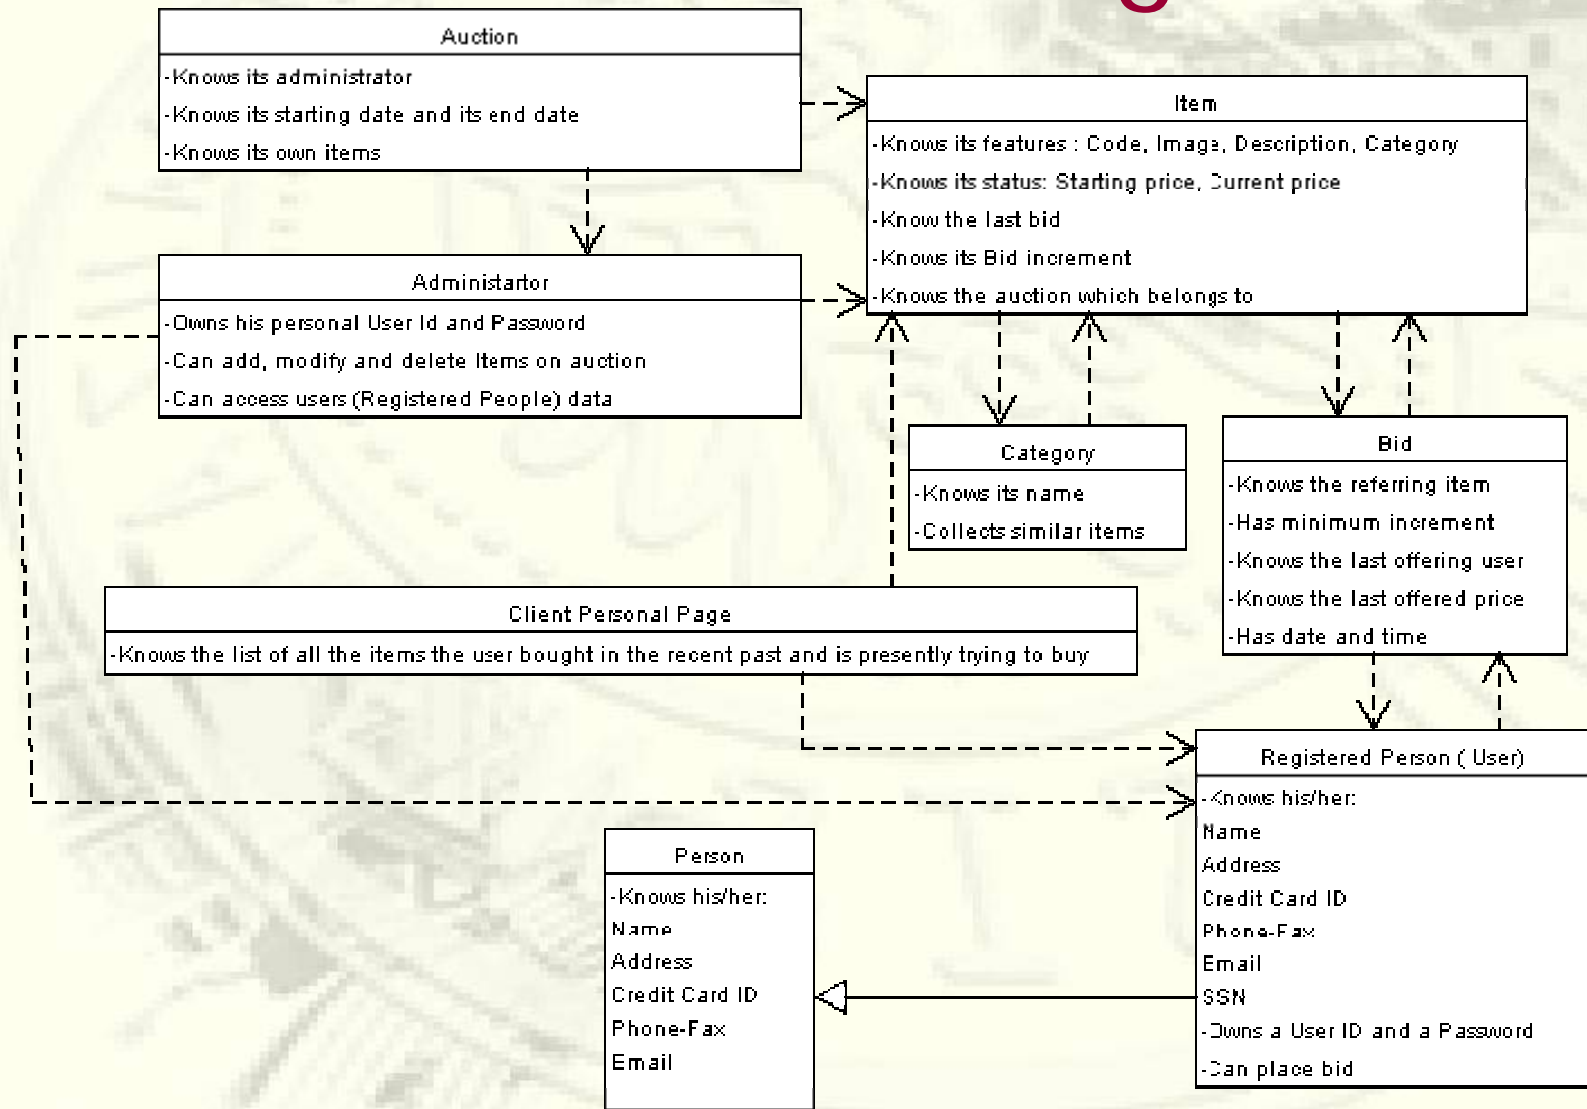 Auction
-Knows its administrator
-Knows its starting date and its end date
-Knows its own items
Item
-Knows its features : Code, Image, Description, Category
-Knows its status: Starting price, Current price
-Know the last bid
-Knows its Bid increment
-Knows the auction which belongs to
Administartor
-Owns his personal User Id and Password
-Can add, modify and delete Items on auction
-Can access users (Registered People) data
Category
-Knows its name
-Collects similar items
Bid
-Knows the referring item
-Has minimum increment
-Knows the last offering user
-Knows the last offered price
-Has date and time
Client Personal Page
-Knows the list of all the items the user bought in the recent past and is presently trying to buy
Registered Person ( User)
-Knows his/her:
Name
Address
Credit Card ID
Phone-Fax
Email
SSN
-Owns a User ID and a Password
-Can place bid
Person
-Knows his/her:
Name
Address
Credit Card ID
Phone-Fax
Email